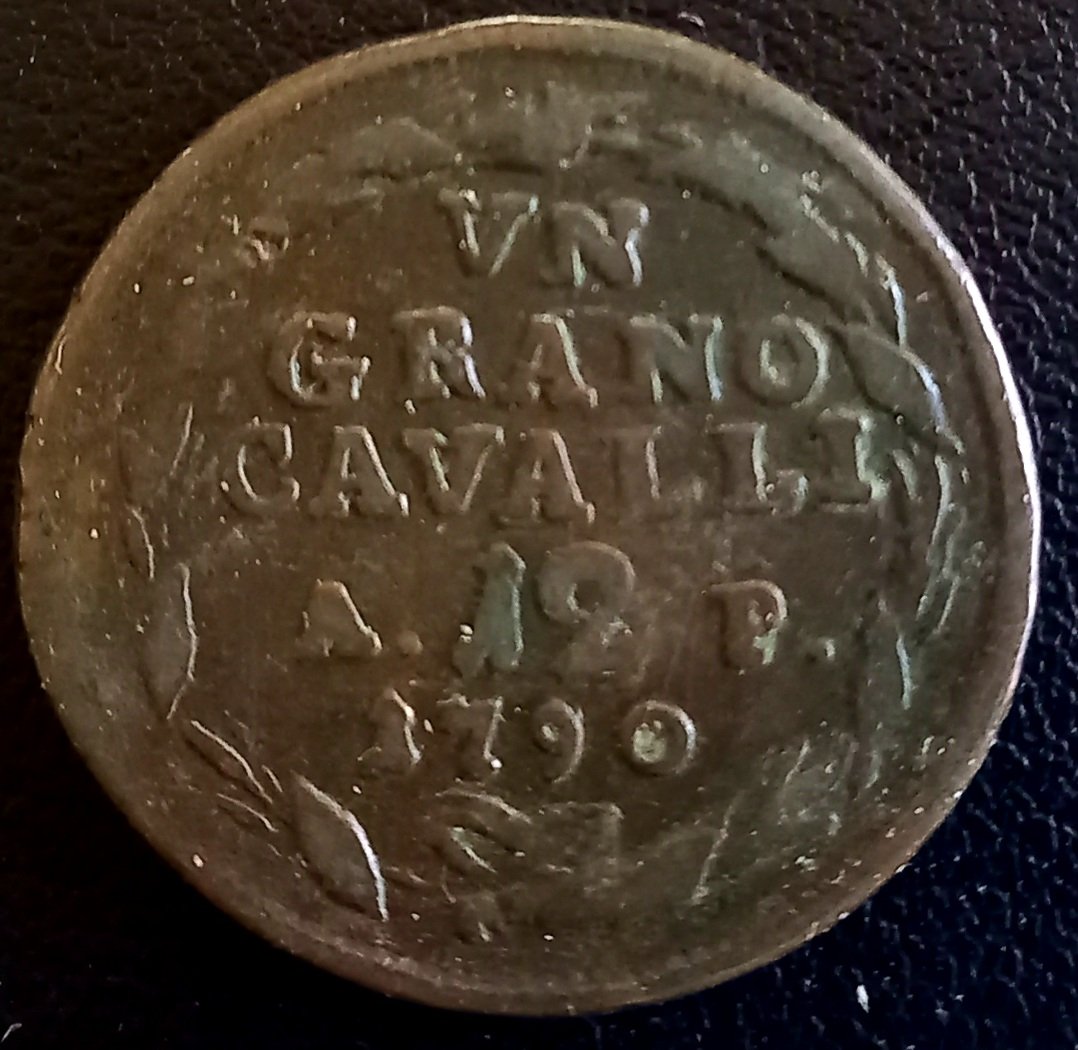 VN
GRANO
CAVALLI
A. 12 P.
1790